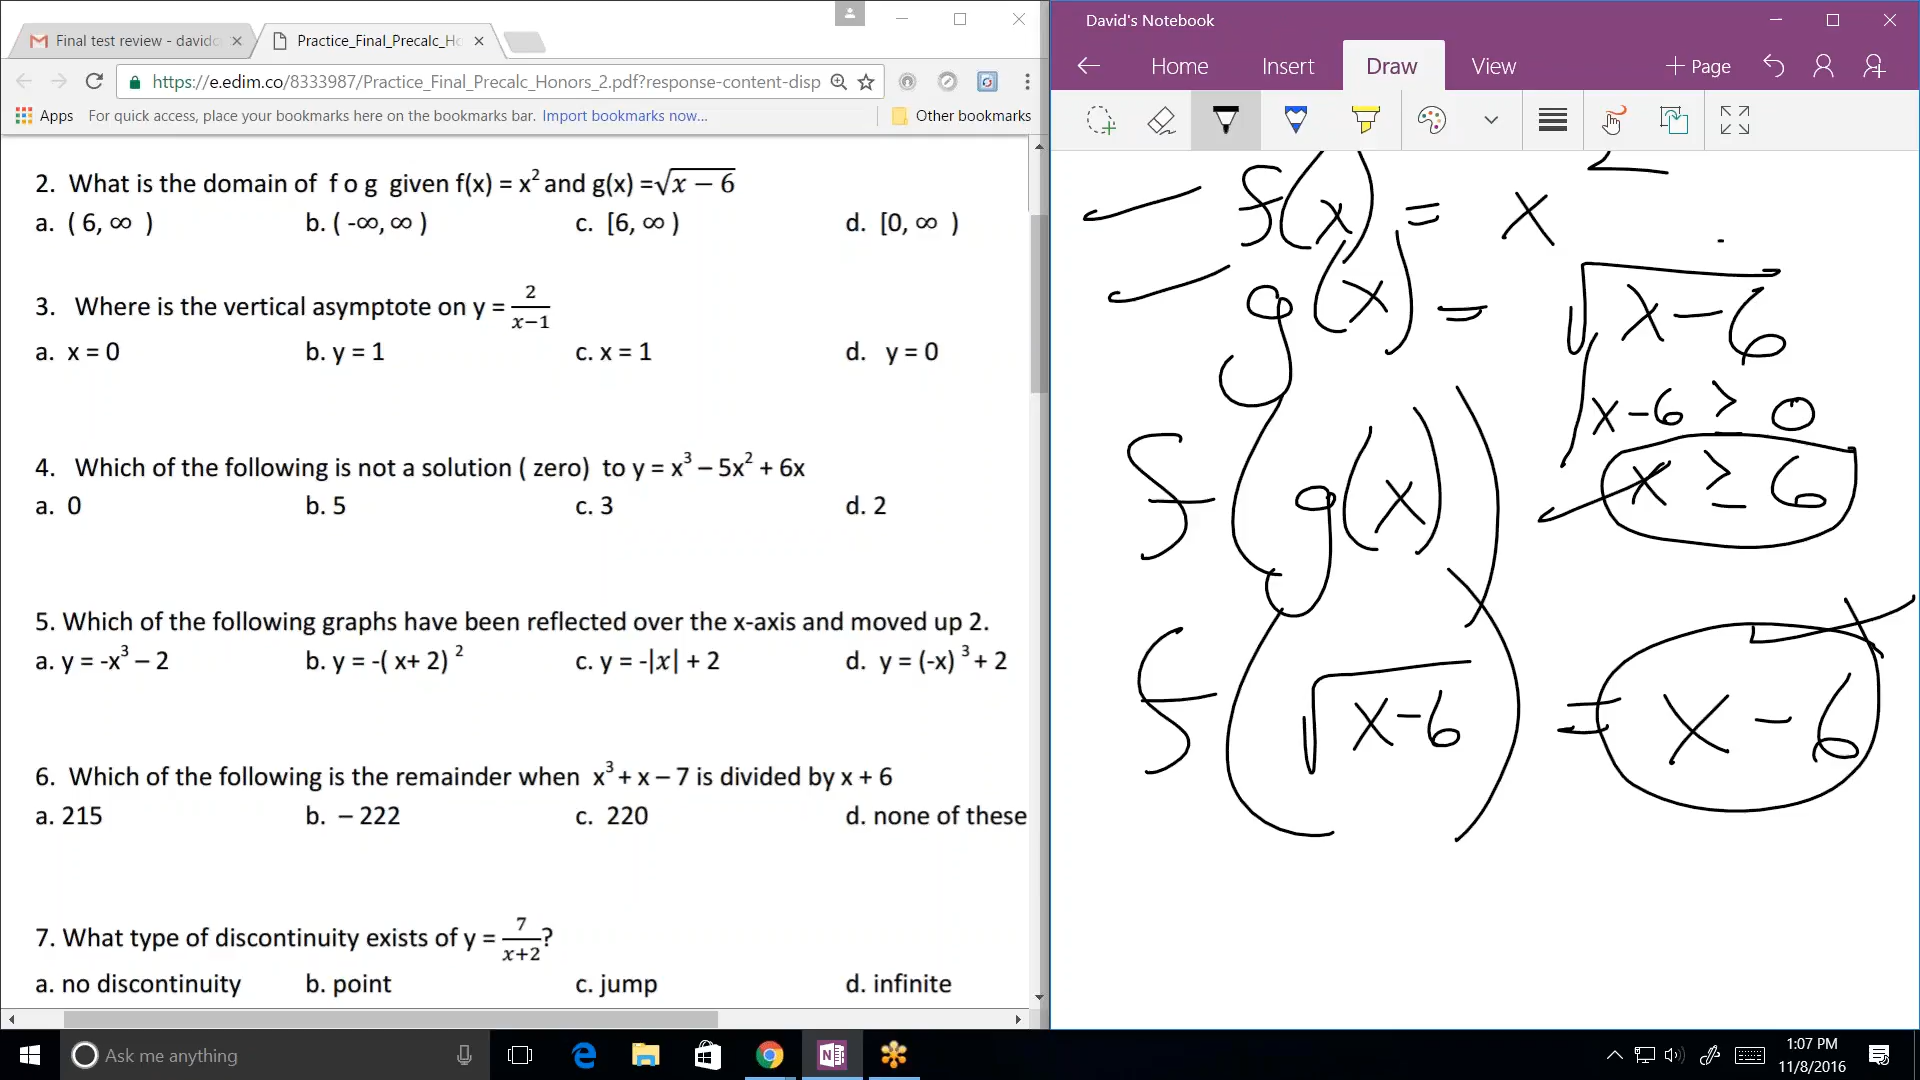 Final test review - davidc
Practice_Final_Precalc_Ho
https://e.edim.co/8333987/Practice_Final_Precalc_Honors_2.pdf?response-content-disp
Apps For quick access, place your bookmarks here on the bookmarks bar. Import bookmarks now... Other bookmarks
2. What is the domain of f o g given f(x) = x² and g(x) =√x − 6
a. ( 6, ∞ ) b. ( -∞, ∞ ) c. [6, ∞ ) d. [0, ∞ )
3. Where is the vertical asymptote on y = 2/(x−1)
a. x = 0 b. y = 1 c. x = 1 d. y = 0
4. Which of the following is not a solution ( zero) to y = x³ – 5x² + 6x
a. 0 b. 5 c. 3 d. 2
5. Which of the following graphs have been reflected over the x-axis and moved up 2.
a. y = -x³ – 2 b. y = -( x+ 2) ² c. y = -|x| + 2 d. y = (-x) ³ + 2
6. Which of the following is the remainder when x³ + x – 7 is divided by x + 6
a. 215 b. – 222 c. 220 d. none of these
7. What type of discontinuity exists of y = 7/(x+2)?
a. no discontinuity b. point c. jump d. infinite
David's Notebook
Home Insert Draw View + Page
f(x) = x²
g(x) = √x-6
x-6 ≥ 0
f(g(x)) x ≥ 6
f(√x-6) = x-6
Ask me anything
1:07 PM
11/8/2016